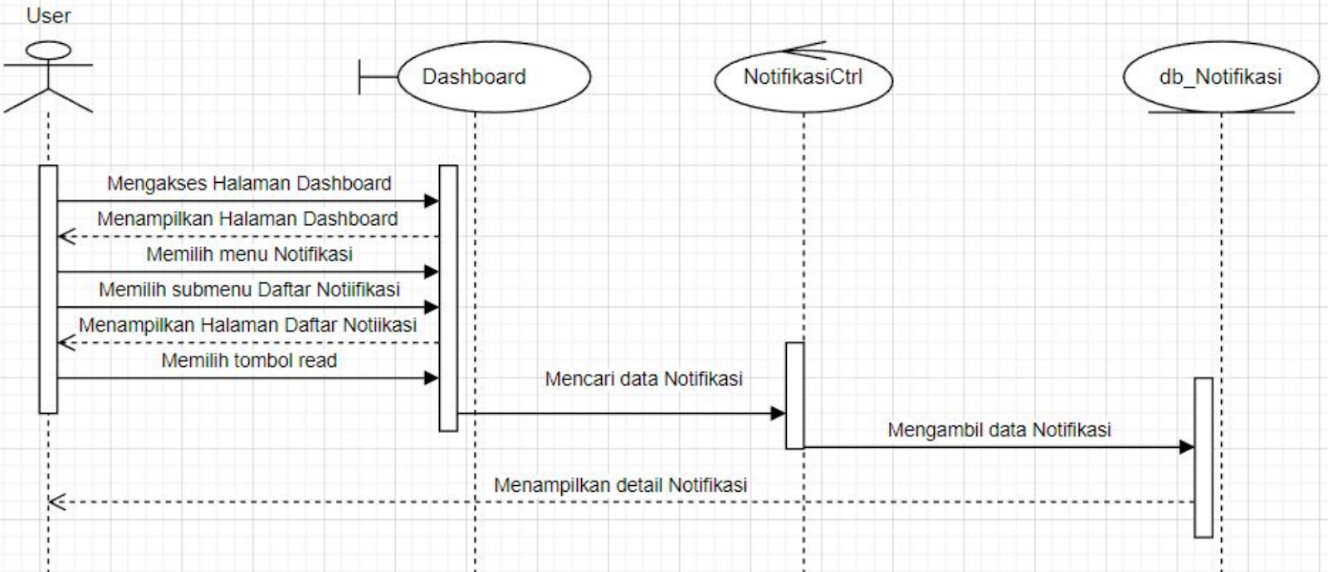 User
Dashboard
NotifikasiCtrl
db_Notifikasi
Mengakses Halaman Dashboard
Menampilkan Halaman Dashboard
Memilih menu Notifikasi
Memilih submenu Daftar Notiifikasi
Menampilkan Halaman Daftar Notiikasi
Memilih tombol read
Mencari data Notifikasi
Mengambil data Notifikasi
Menampilkan detail Notifikasi